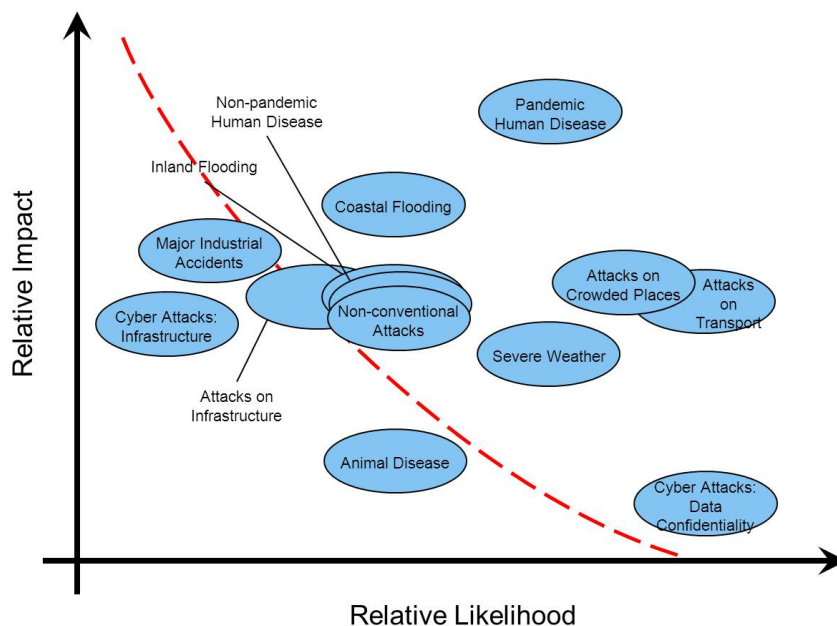 Non-pandemic
Human Disease
Pandemic
Human Disease
Inland Flooding
Coastal Flooding
Major Industrial
Accidents
Attacks on
Crowded Places
Attacks
on
Transport
Cyber Attacks:
Infrastructure
Non-conventional
Attacks
Severe Weather
Attacks on
Infrastructure
Animal Disease
Cyber Attacks:
Data
Confidentiality
Relative Impact
Relative Likelihood